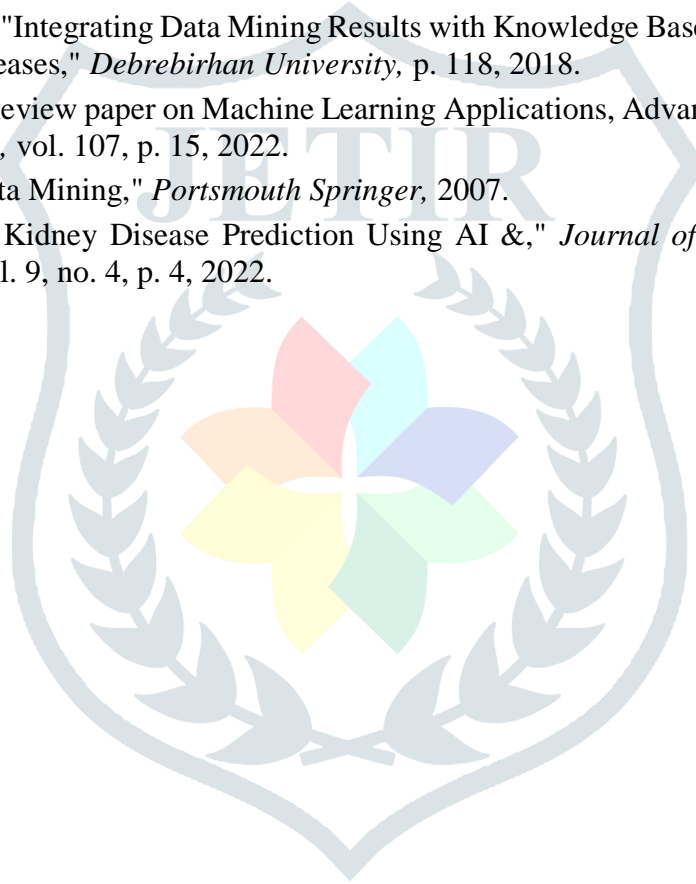 "Integrating Data Mining Results with Knowledge Base
eases," Debrebirhan University, p. 118, 2018.
eview paper on Machine Learning Applications, Advan
, vol. 107, p. 15, 2022.
ta Mining," Portsmouth Springer, 2007.
Kidney Disease Prediction Using AI &," Journal of
l. 9, no. 4, p. 4, 2022.
JETIR